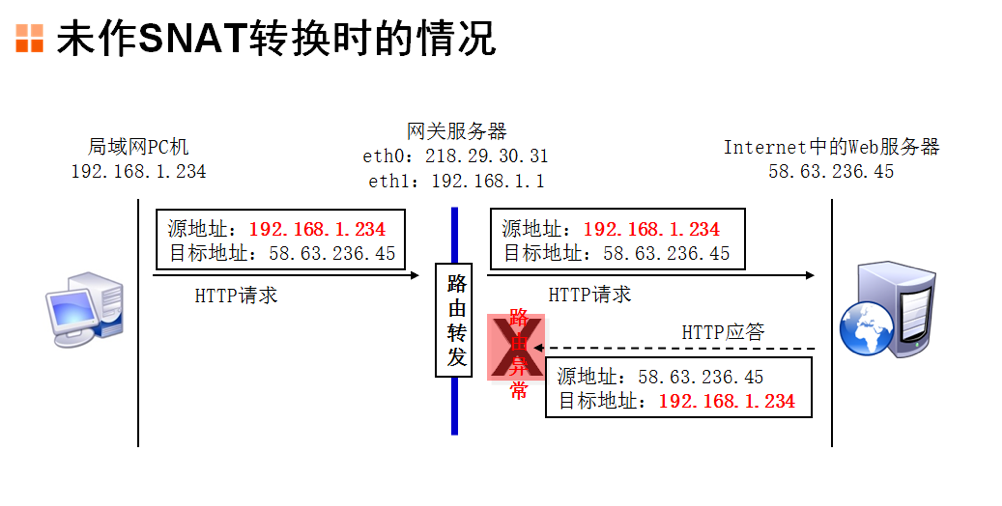 未作SNAT转换时的情况
局域网PC机
192.168.1.234
网关服务器
eth0：218.29.30.31
eth1：192.168.1.1
Internet中的Web服务器
58.63.236.45
源地址：192.168.1.234
目标地址：58.63.236.45
HTTP请求
路由转发
源地址：192.168.1.234
目标地址：58.63.236.45
HTTP请求
路由异常
HTTP应答
源地址：58.63.236.45
目标地址：192.168.1.234